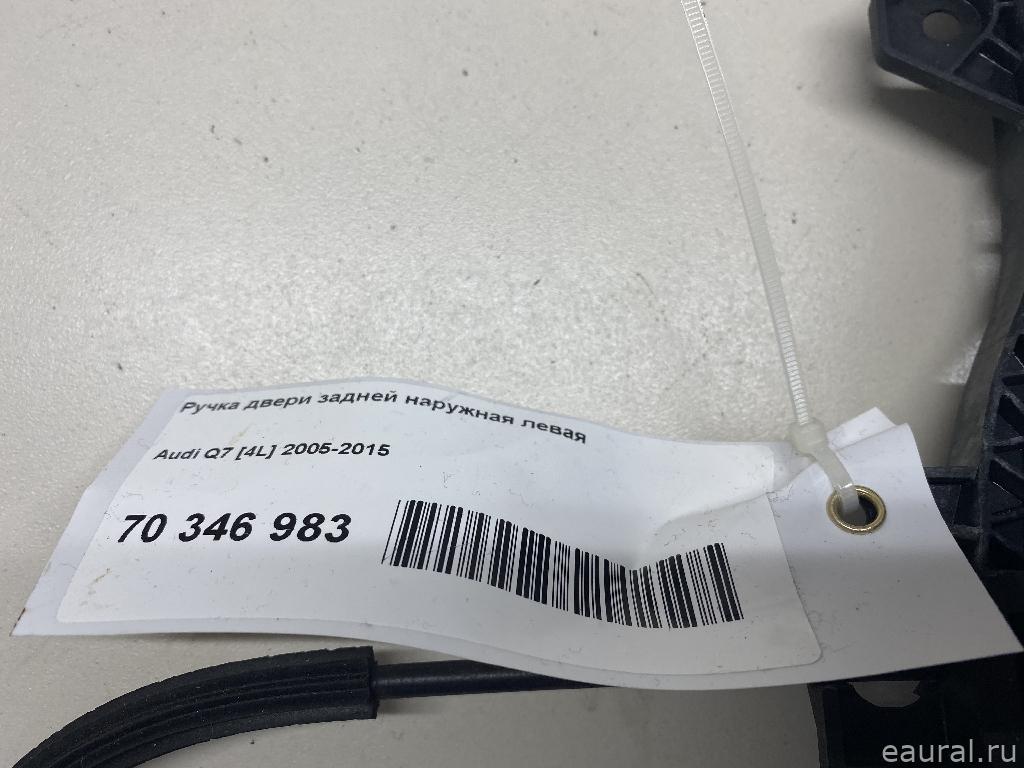 Ручка двери задней наружная левая
Audi Q7 [4L] 2005-2015
70 346 983
eaural.ru